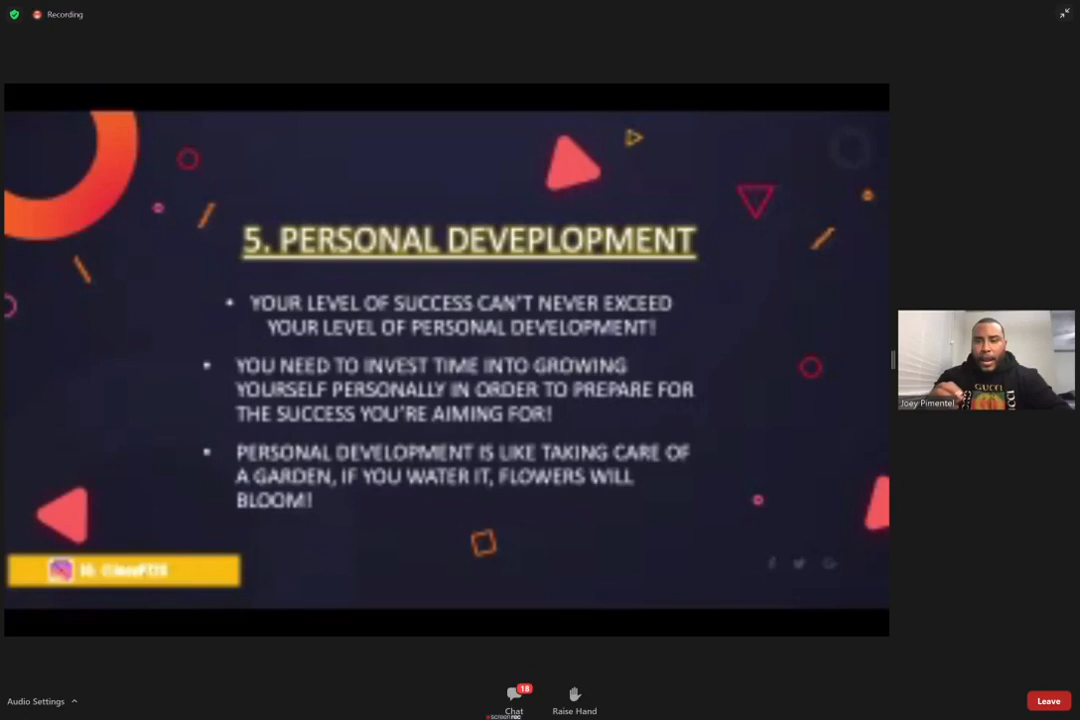 Recording
5. PERSONAL DEVEPLOPMENT
• YOUR LEVEL OF SUCCESS CAN'T NEVER EXCEED
YOUR LEVEL OF PERSONAL DEVELOPMENT!
• YOU NEED TO INVEST TIME INTO GROWING
YOURSELF PERSONALLY IN ORDER TO PREPARE FOR
THE SUCCESS YOU'RE AIMING FOR!
• PERSONAL DEVELOPMENT IS LIKE TAKING CARE OF
A GARDEN, IF YOU WATER IT, FLOWERS WILL
BLOOM!
IG:
GUCCI
Joey Pimentel
Audio Settings
18
Chat
Raise Hand
Leave
screenrec